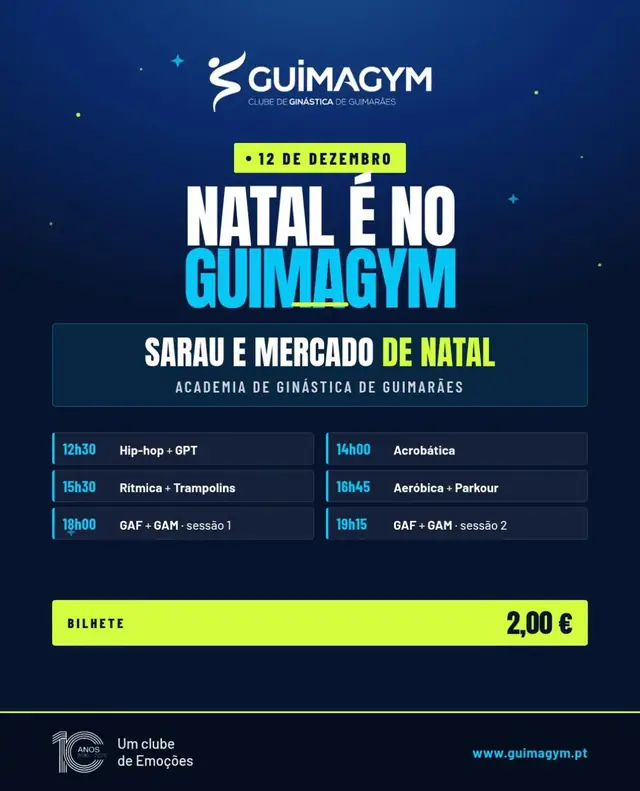 GUIMAGYM
CLUBE DE GINÁSTICA DE GUIMARÃES
• 12 DE DEZEMBRO
NATAL É NO
GUIMAGYM
SARAU E MERCADO DE NATAL
ACADEMIA DE GINÁSTICA DE GUIMARÃES
12h30 Hip-hop + GPT
14h00 Acrobática
15h30 Rítmica + Trampolins
16h45 Aeróbica + Parkour
18h00 GAF + GAM · sessão 1
19h15 GAF + GAM · sessão 2
BILHETE 2,00 €
10 ANOS
Um clube
de Emoções
www.guimagym.pt